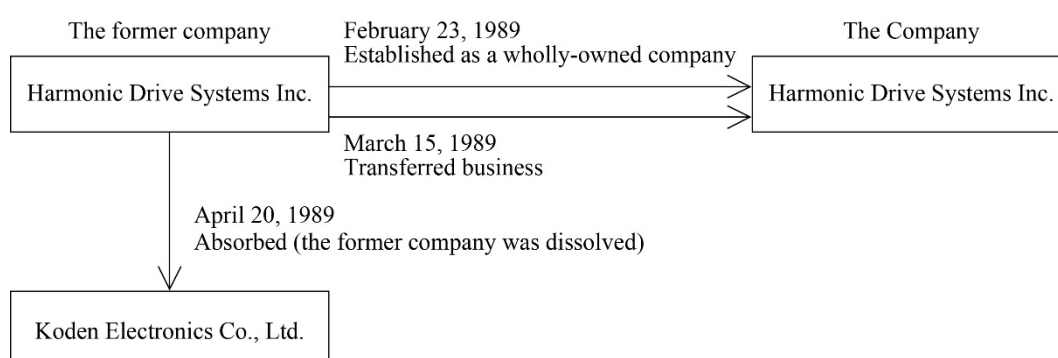 The former company
February 23, 1989
Established as a wholly-owned company
The Company
Harmonic Drive Systems Inc.
Harmonic Drive Systems Inc.
March 15, 1989
Transferred business
April 20, 1989
Absorbed (the former company was dissolved)
Koden Electronics Co., Ltd.